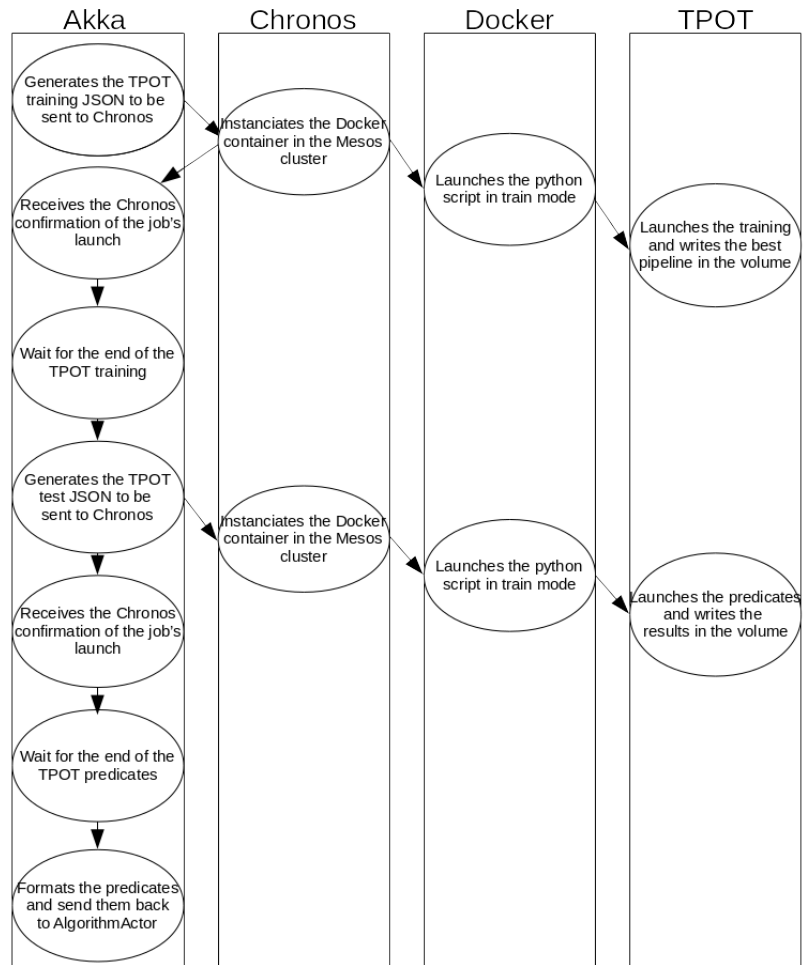 Akka
Chronos
Docker
TPOT
Generates the TPOT
training JSON to be
sent to Chronos
Instanciates the Docker
container in the Mesos
cluster
Launches the python
script in train mode
Launches the training
and writes the best
pipeline in the volume
Receives the Chronos
confirmation of the job's
launch
Wait for the end of the
TPOT training
Generates the TPOT
test JSON to be
sent to Chronos
Instanciates the Docker
container in the Mesos
cluster
Launches the python
script in train mode
Launches the predicates
and writes the
results in the volume
Receives the Chronos
confirmation of the job's
launch
Wait for the end of the
TPOT predicates
Formats the predicates
and send them back
to AlgorithmActor